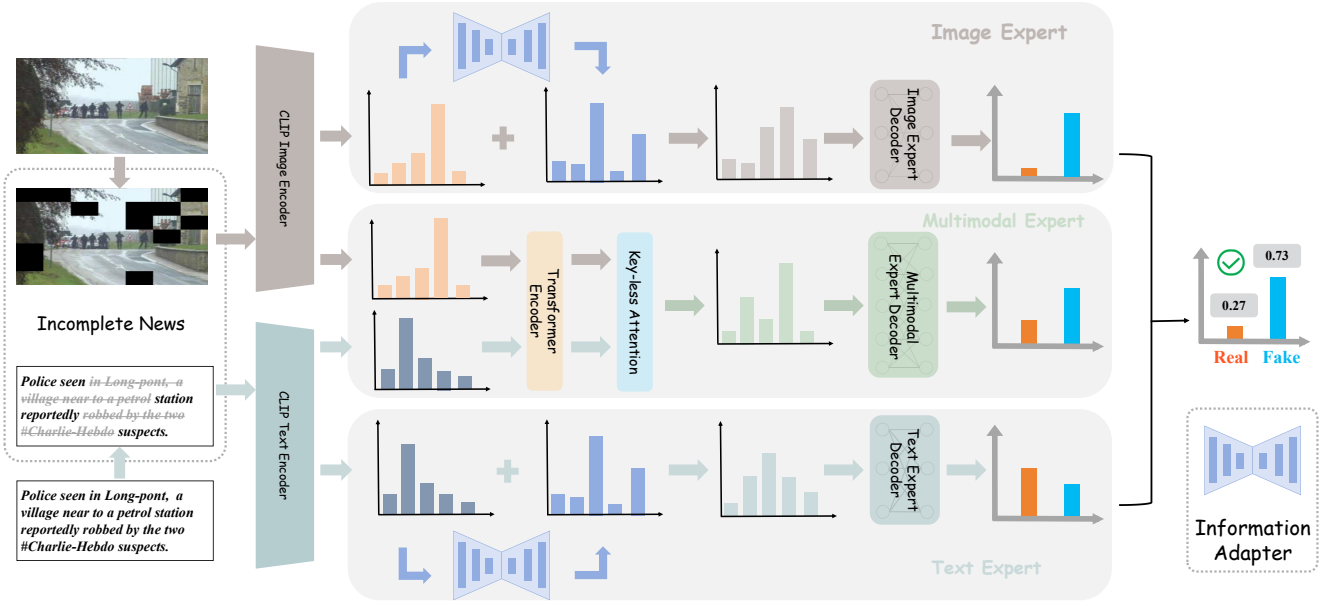 Image Expert
CLIP Image Encoder
Image Expert
Decoder
Incomplete News
Multimodal Expert
Transformer
Encoder
Key-less Attention
Multimodal
Expert Decoder
0.73
0.27
Real Fake
Police seen in Long-pont, a
village near to a petrol station
reportedly robbed by the two
#Charlie-Hebdo suspects.
CLIP Text Encoder
Text Expert
Decoder
Police seen in Long-pont, a
village near to a petrol station
reportedly robbed by the two
#Charlie-Hebdo suspects.
Text Expert
Information
Adapter